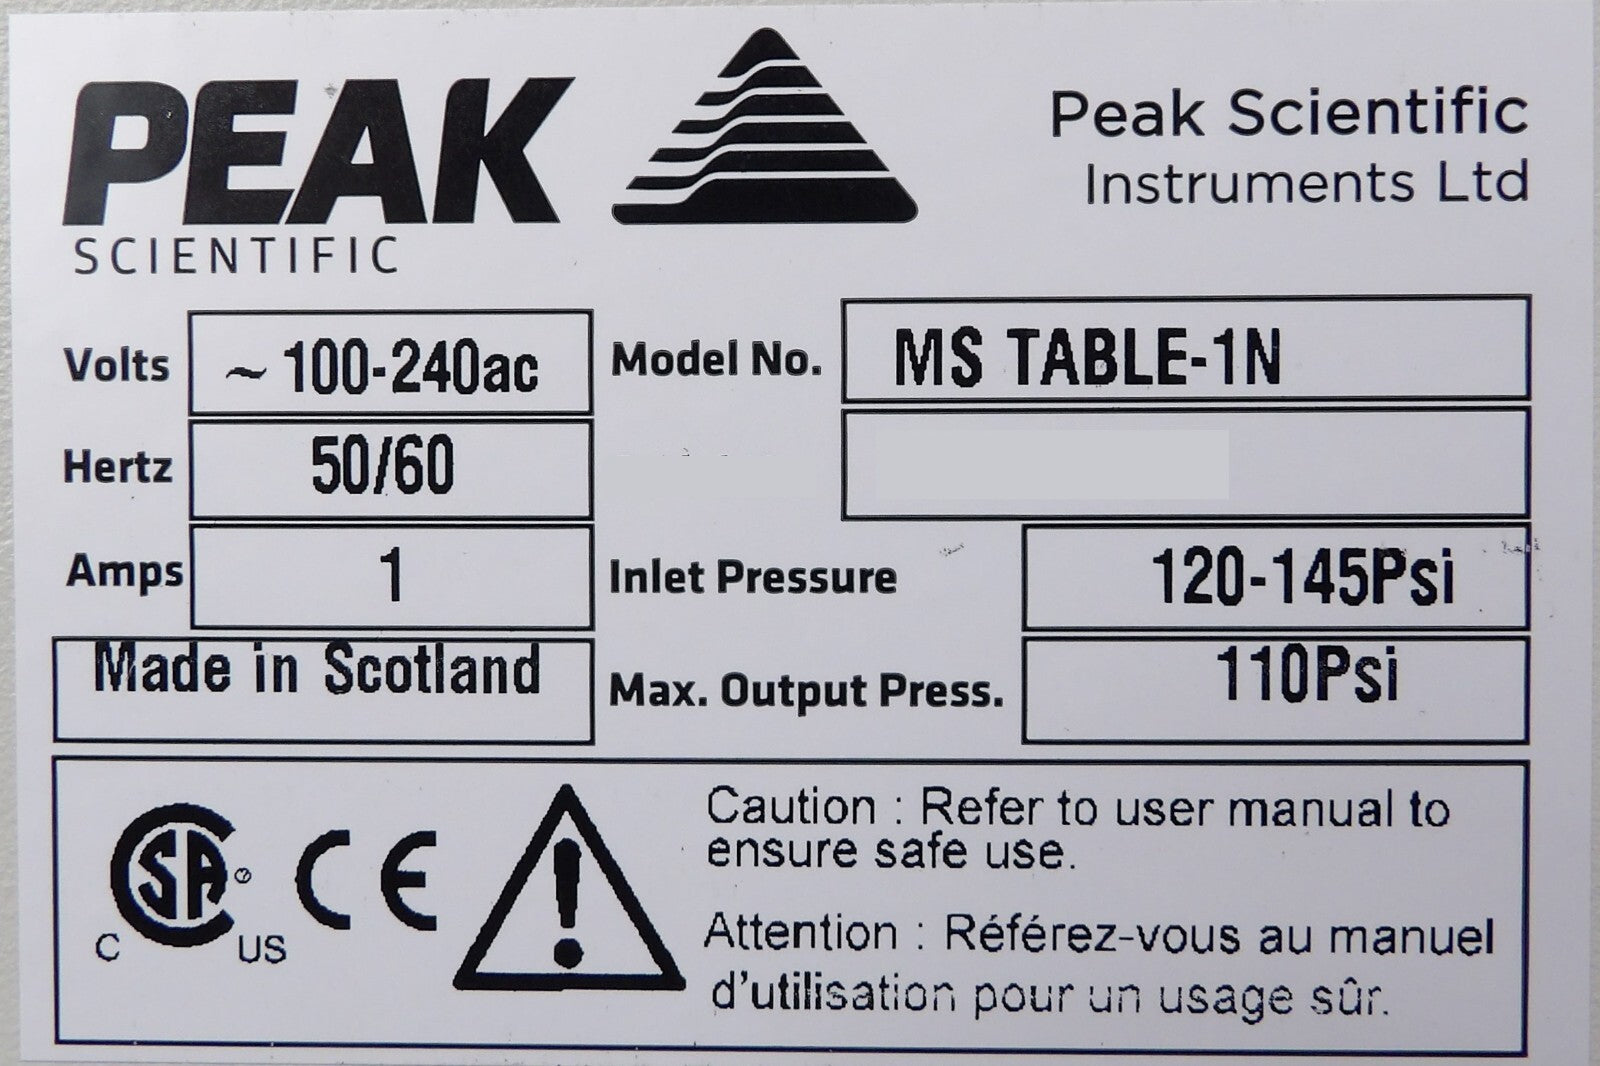 PEAK
SCIENTIFIC
Peak Scientific
Instruments Ltd
Volts ~ 100-240ac
Model No. MS TABLE-1N
Hertz 50/60
Amps 1
Inlet Pressure 120-145Psi
Made in Scotland
Max. Output Press. 110Psi
CSA
C US
CE
Caution : Refer to user manual to
ensure safe use.
Attention : Référez-vous au manuel
d'utilisation pour un usage sûr.